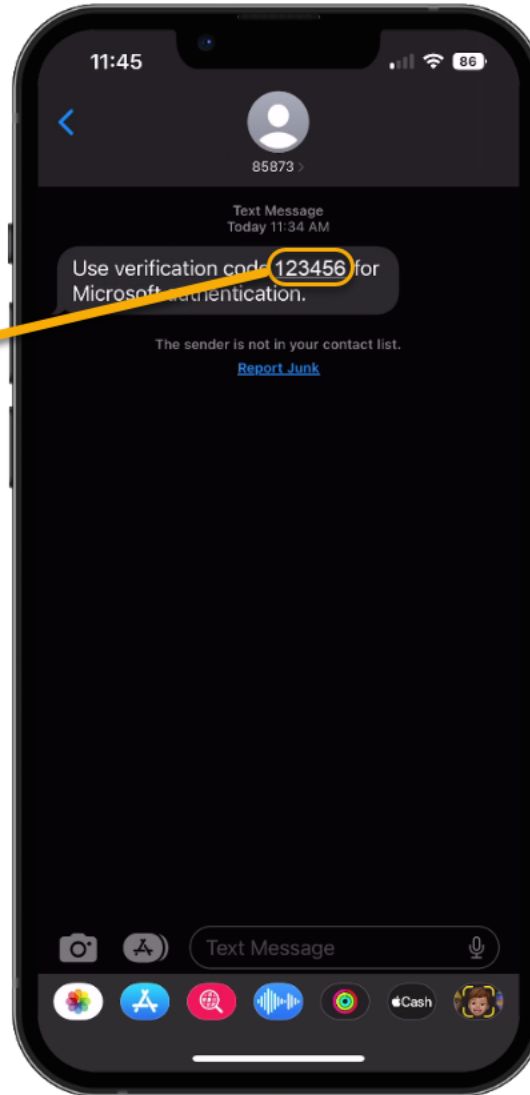 11:45
86
85873
Text Message
Today 11:34 AM
Use verification code 123456 for
Microsoft authentication.
The sender is not in your contact list.
Report Junk
Text Message
Cash